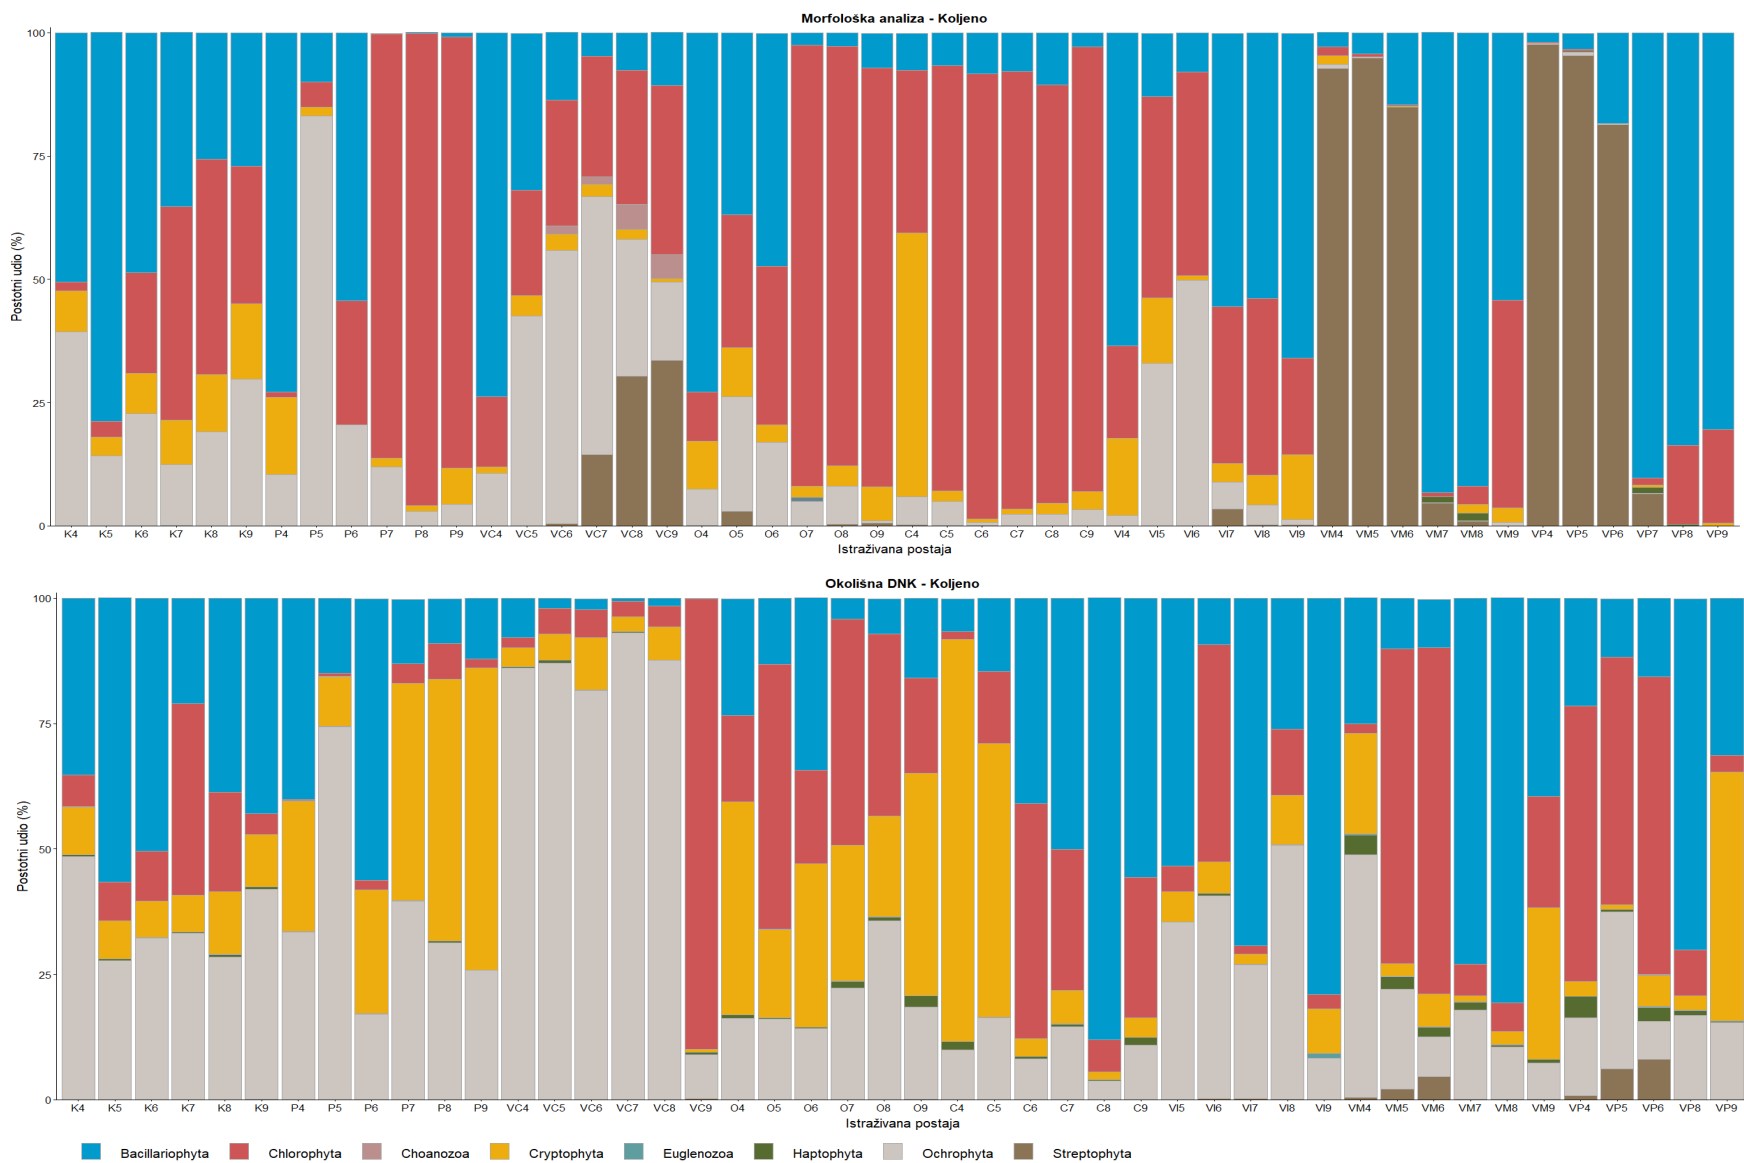 Morfološka analiza - Koljeno
100
75
50
25
0
Postotni udio (%)
K4 K5 K6 K7 K8 K9 P4 P5 P6 P7 P8 P9 VC4 VC5 VC6 VC7 VC8 VC9 O4 O5 O6 O7 O8 O9 C4 C5 C6 C7 C8 C9 VI4 VI5 VI6 VI7 VI8 VI9 VM4 VM5 VM6 VM7 VM8 VM9 VP4 VP5 VP6 VP7 VP8 VP9
Istraživana postaja
Okolišna DNK - Koljeno
100
75
50
25
0
Postotni udio (%)
K4 K5 K6 K7 K8 K9 P4 P5 P6 P7 P8 P9 VC4 VC5 VC6 VC7 VC8 VC9 O4 O5 O6 O7 O8 O9 C4 C5 C6 C7 C8 C9 VI5 VI6 VI7 VI8 VI9 VM4 VM5 VM6 VM7 VM8 VM9 VP4 VP5 VP6 VP8 VP9
Istraživana postaja
Bacillariophyta Chlorophyta Choanozoa Cryptophyta Euglenozoa Haptophyta Ochrophyta Streptophyta